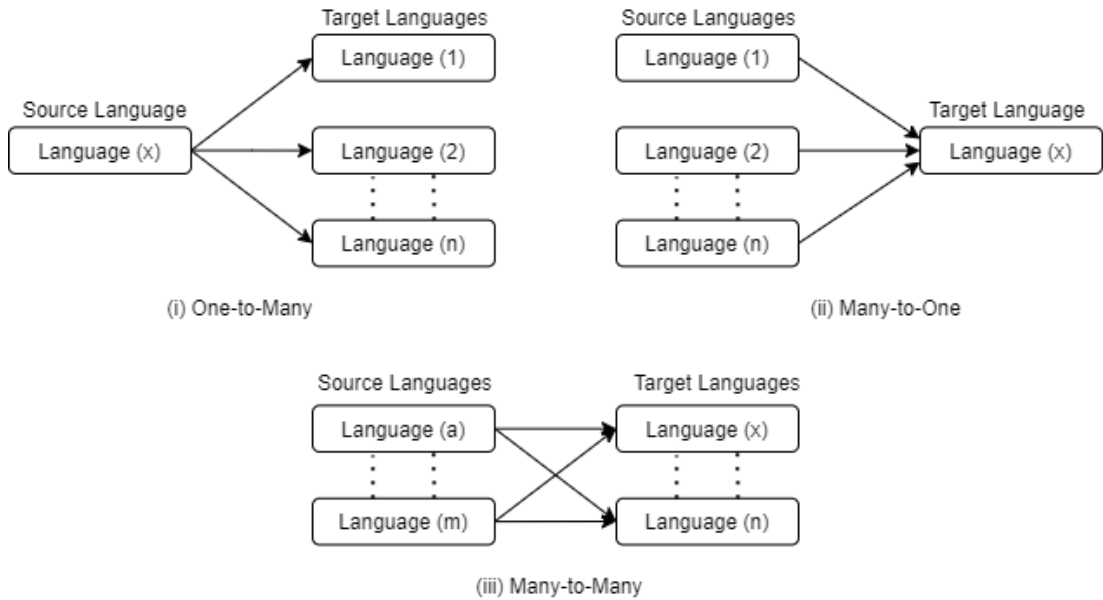 Target Languages
Language (1)
Source Language
Language (x)
Language (2)
Language (n)
(i) One-to-Many
Source Languages
Language (1)
Target Language
Language (2)
Language (x)
Language (n)
(ii) Many-to-One
Source Languages
Target Languages
Language (a)
Language (x)
Language (m)
Language (n)
(iii) Many-to-Many